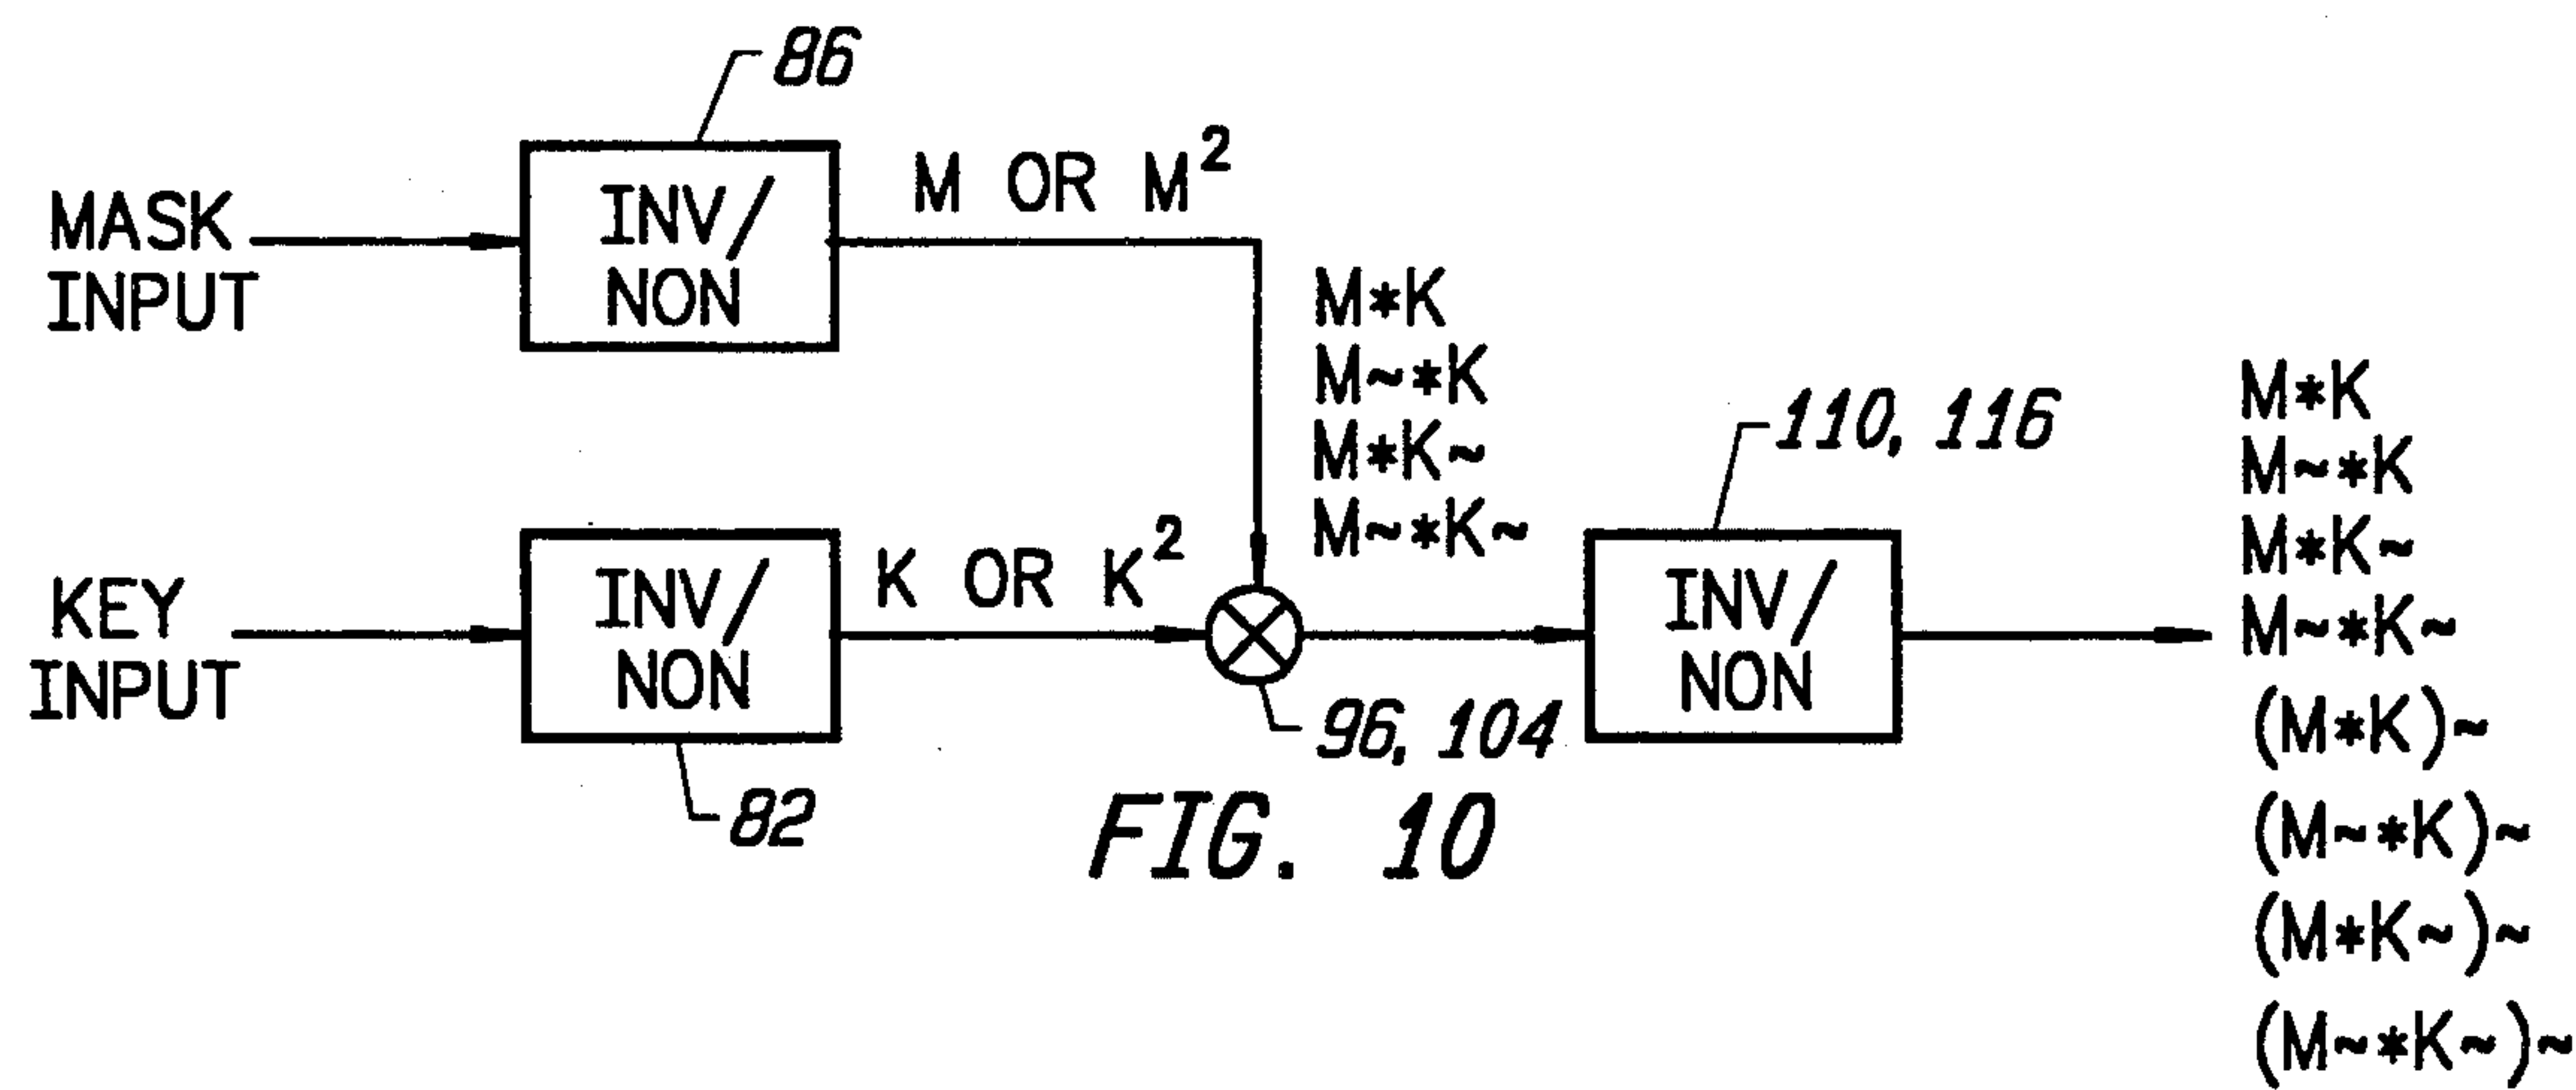 86
MASK
INPUT
INV/
NON
M OR M²
M*K
M~*K
M*K~
M~*K~
KEY
INPUT
INV/
NON
82
K OR K²
96, 104
110, 116
INV/
NON
M*K
M~*K
M*K~
M~*K~
(M*K)~
(M~*K)~
(M*K~)~
(M~*K~)~
FIG. 10